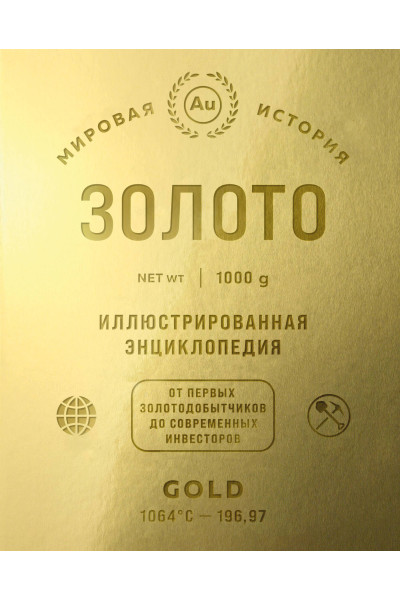 Au
МИРОВАЯ ИСТОРИЯ
ЗОЛОТО
NET WT | 1000 g
ИЛЛЮСТРИРОВАННАЯ
ЭНЦИКЛОПЕДИЯ
ОТ ПЕРВЫХ
ЗОЛОТОДОБЫТЧИКОВ
ДО СОВРЕМЕННЫХ
ИНВЕСТОРОВ
GOLD
1064°C — 196,97